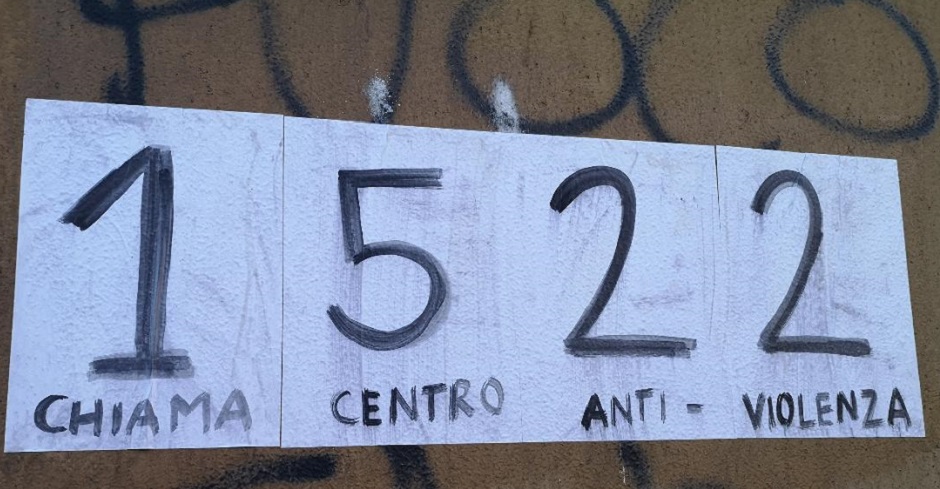 1522
CHIAMA CENTRO ANTI-VIOLENZA